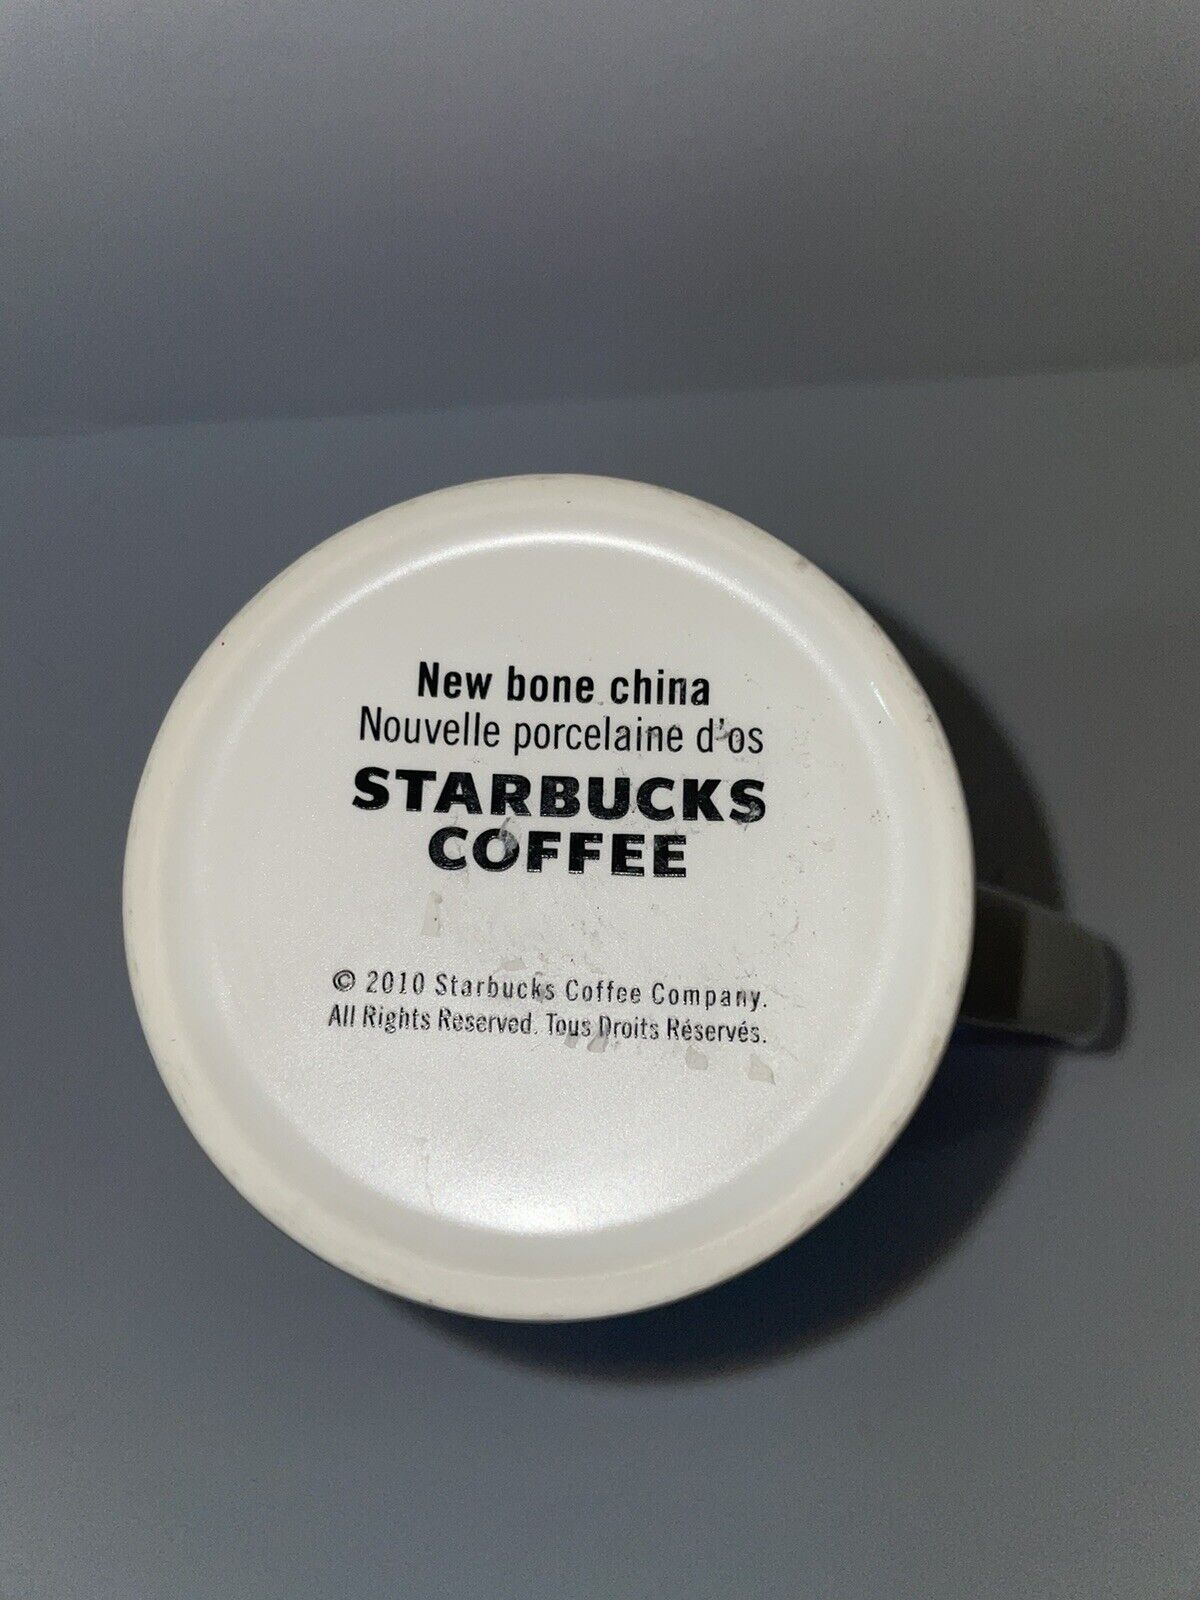 New bone china
Nouvelle porcelaine d'os
STARBUCKS
COFFEE
© 2010 Starbucks Coffee Company.
All Rights Reserved. Tous Droits Réservés.